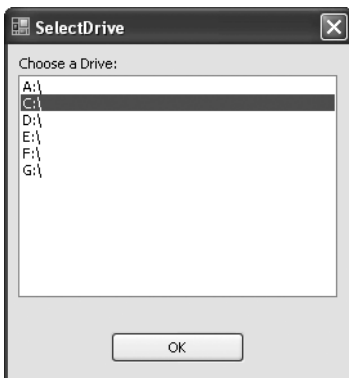 SelectDrive
Choose a Drive:
A:\
C:\
D:\
E:\
F:\
G:\
OK